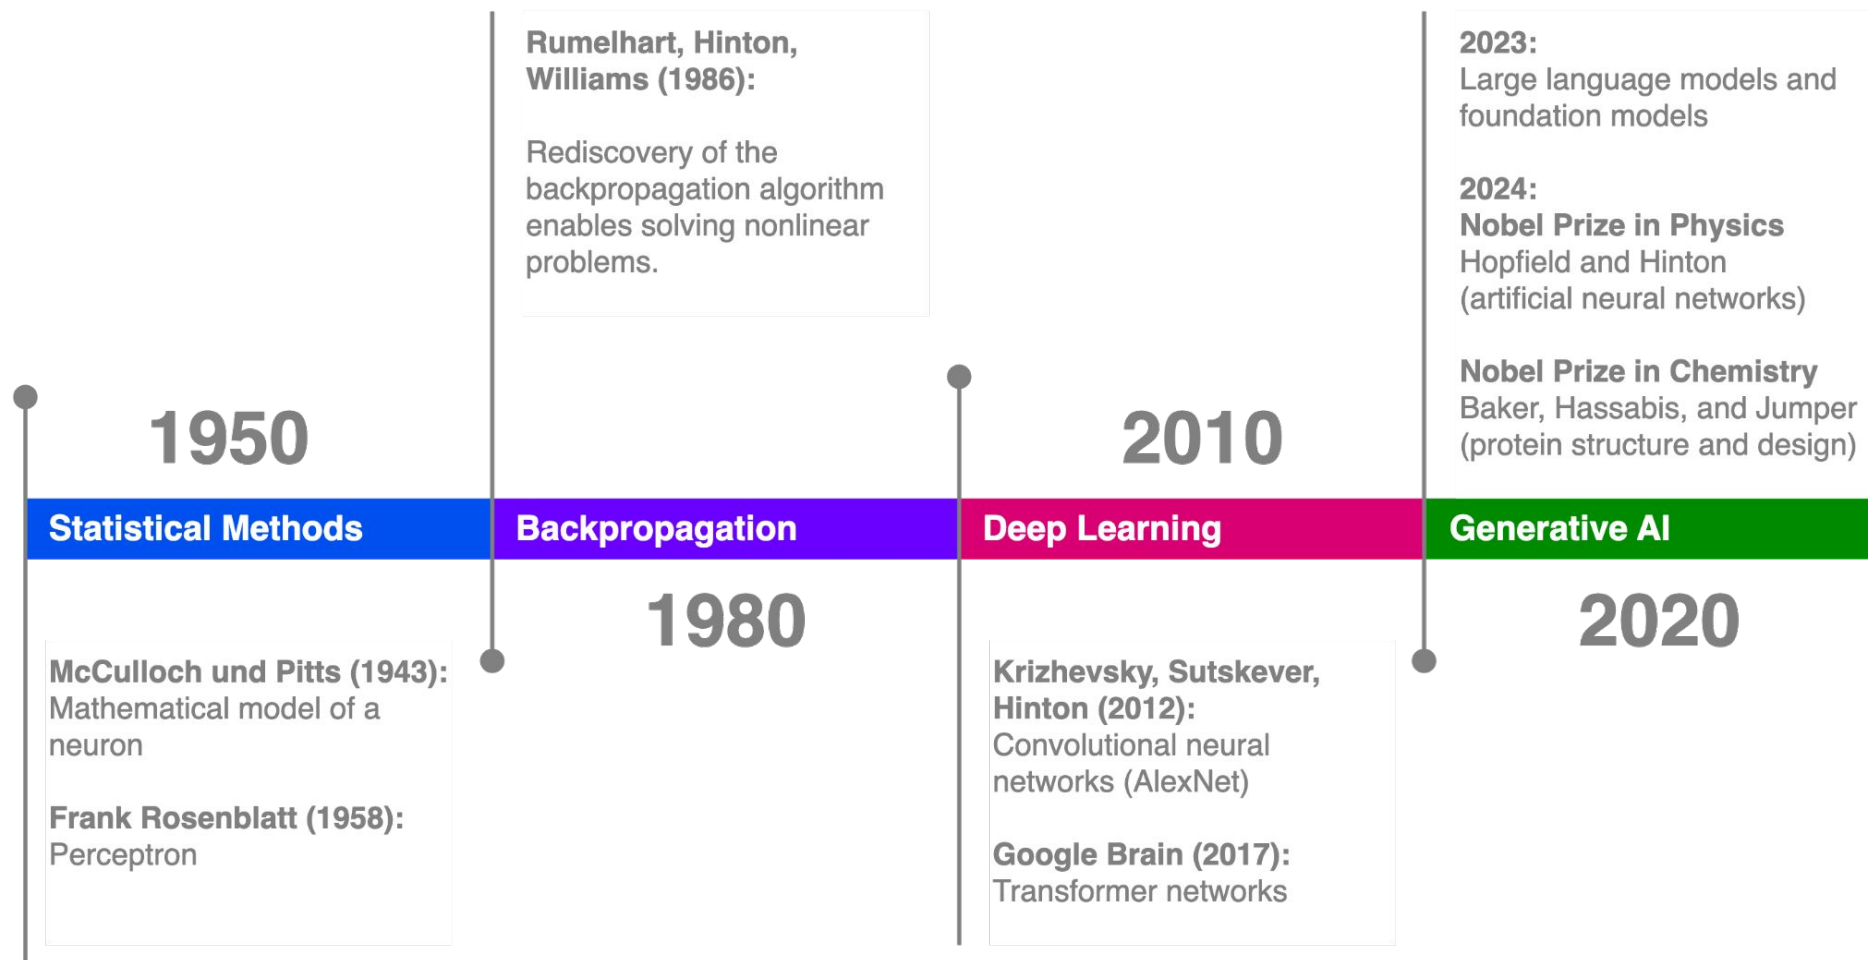 1950
Statistical Methods
McCulloch und Pitts (1943):
Mathematical model of a
neuron
Frank Rosenblatt (1958):
Perceptron
Rumelhart, Hinton,
Williams (1986):
Rediscovery of the
backpropagation algorithm
enables solving nonlinear
problems.
Backpropagation
1980
2010
Deep Learning
Krizhevsky, Sutskever,
Hinton (2012):
Convolutional neural
networks (AlexNet)
Google Brain (2017):
Transformer networks
2023:
Large language models and
foundation models
2024:
Nobel Prize in Physics
Hopfield and Hinton
(artificial neural networks)
Nobel Prize in Chemistry
Baker, Hassabis, and Jumper
(protein structure and design)
Generative AI
2020